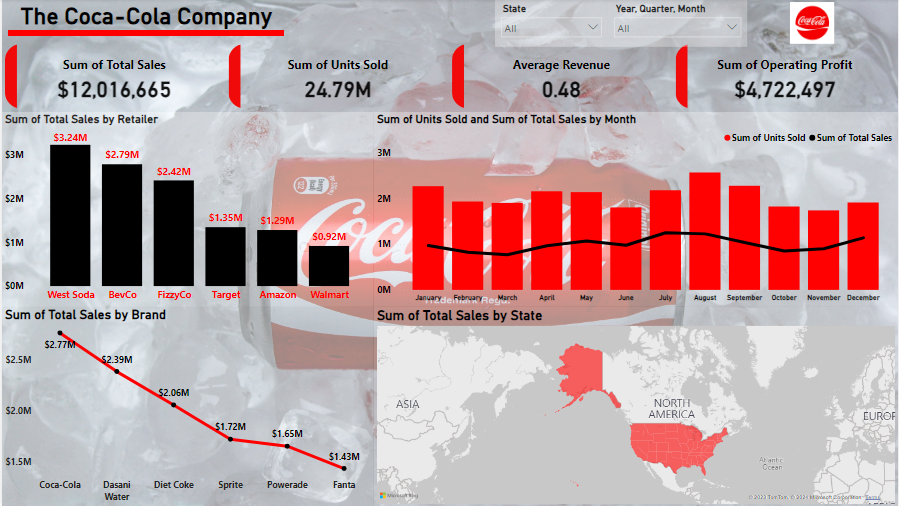 The Coca-Cola Company
State
All
Year, Quarter, Month
All
Coca-Cola
Sum of Total Sales
$12,016,665
Sum of Units Sold
24.79M
Average Revenue
0.48
Sum of Operating Profit
$4,722,497
Sum of Total Sales by Retailer
$3M
$2M
$1M
$0M
$3.24M
$2.79M
$2.42M
$1.35M
$1.29M
$0.92M
West Soda
BevCo
FizzyCo
Target
Amazon
Walmart
Sum of Units Sold and Sum of Total Sales by Month
Sum of Units Sold
Sum of Total Sales
3M
2M
1M
0M
January
February
March
April
May
June
July
August
September
October
November
December
Coca-Cola
Trademark Regd.
Sum of Total Sales by Brand
$2.5M
$2.0M
$1.5M
$2.77M
$2.39M
$2.06M
$1.72M
$1.65M
$1.43M
Coca-Cola
Dasani
Water
Diet Coke
Sprite
Powerade
Fanta
Sum of Total Sales by State
ASIA
NORTH
AMERICA
EUROP
Atlantic
Ocean
Microsoft Bing
Microsoft Corporation
Terms